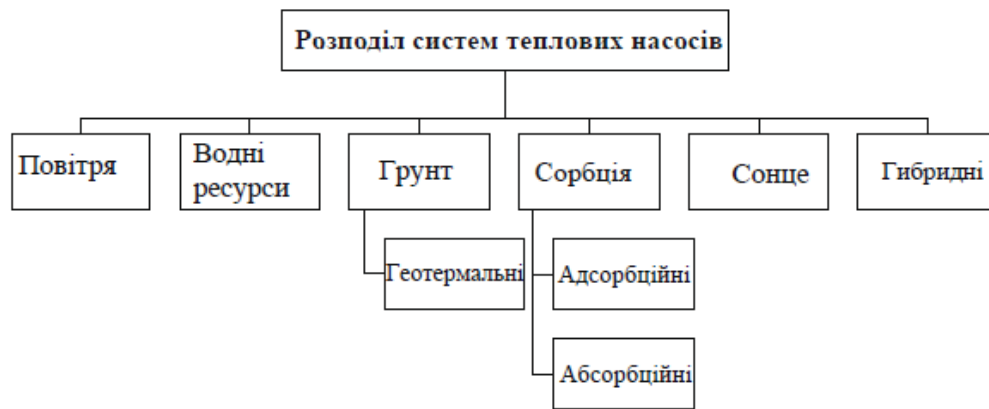 Розподіл систем теплових насосів
Повітря
Водні
ресурси
Грунт
Сорбція
Сонце
Гибридні
Геотермальні
Адсорбційні
Абсорбційні